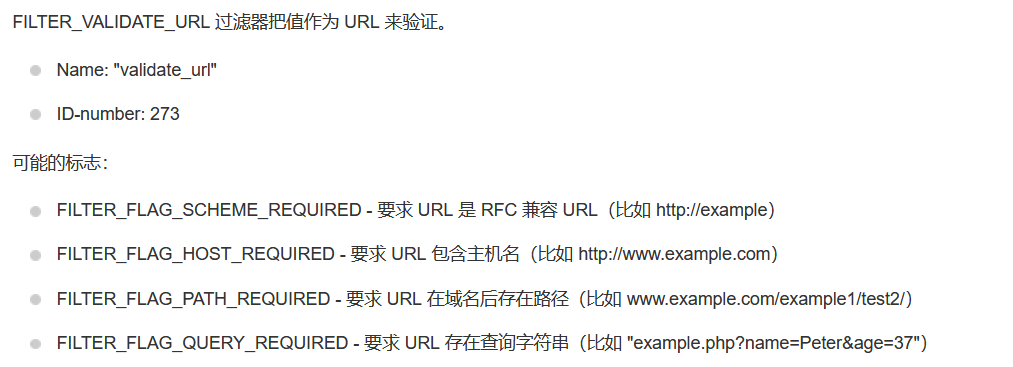 FILTER_VALIDATE_URL 过滤器把值作为 URL 来验证。
Name: "validate_url"
ID-number: 273
可能的标志：
FILTER_FLAG_SCHEME_REQUIRED - 要求 URL 是 RFC 兼容 URL（比如 http://example）
FILTER_FLAG_HOST_REQUIRED - 要求 URL 包含主机名（比如 http://www.example.com）
FILTER_FLAG_PATH_REQUIRED - 要求 URL 在域名后存在路径（比如 www.example.com/example1/test2/）
FILTER_FLAG_QUERY_REQUIRED - 要求 URL 存在查询字符串（比如 "example.php?name=Peter&age=37"）